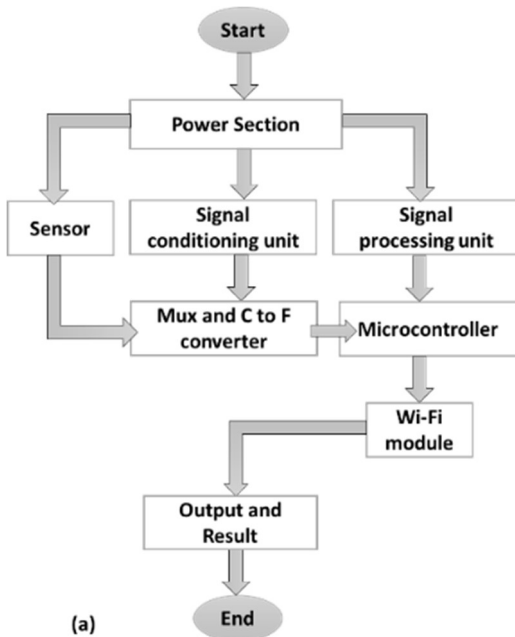 Start
Power Section
Sensor
Signal
conditioning unit
Signal
processing unit
Mux and C to F
converter
Microcontroller
Wi-Fi
module
Output and
Result
End
(a)